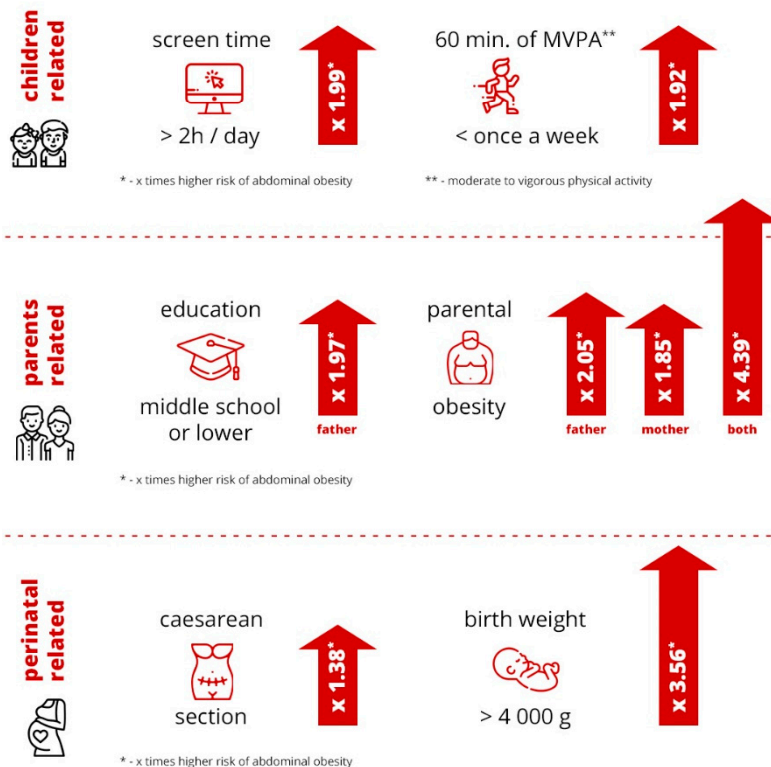 children
related
screen time
> 2h / day
x 1.99*
60 min. of MVPA**
< once a week
x 1.92*
* - x times higher risk of abdominal obesity
** - moderate to vigorous physical activity
parents
related
education
middle school
or lower
x 1.97*
father
parental
obesity
x 2.05*
father
x 1.85*
mother
x 4.39*
both
* - x times higher risk of abdominal obesity
perinatal
related
caesarean
section
x 1.38*
birth weight
> 4 000 g
x 3.56*
* - x times higher risk of abdominal obesity